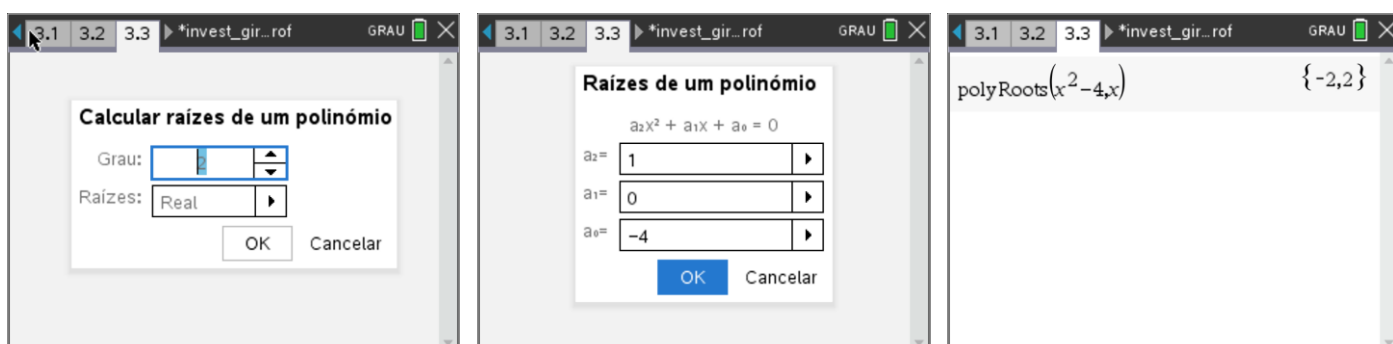 3.1 3.2 3.3 *invest_gir…rof GRAU
Calcular raízes de um polinómio
Grau: 2
Raízes: Real
OK Cancelar
3.1 3.2 3.3 *invest_gir…rof GRAU
Raízes de um polinómio
a₂x² + a₁x + a₀ = 0
a₂= 1
a₁= 0
a₀= −4
OK Cancelar
3.1 3.2 3.3 *invest_gir…rof GRAU
polyRoots(x²−4,x) {-2,2}